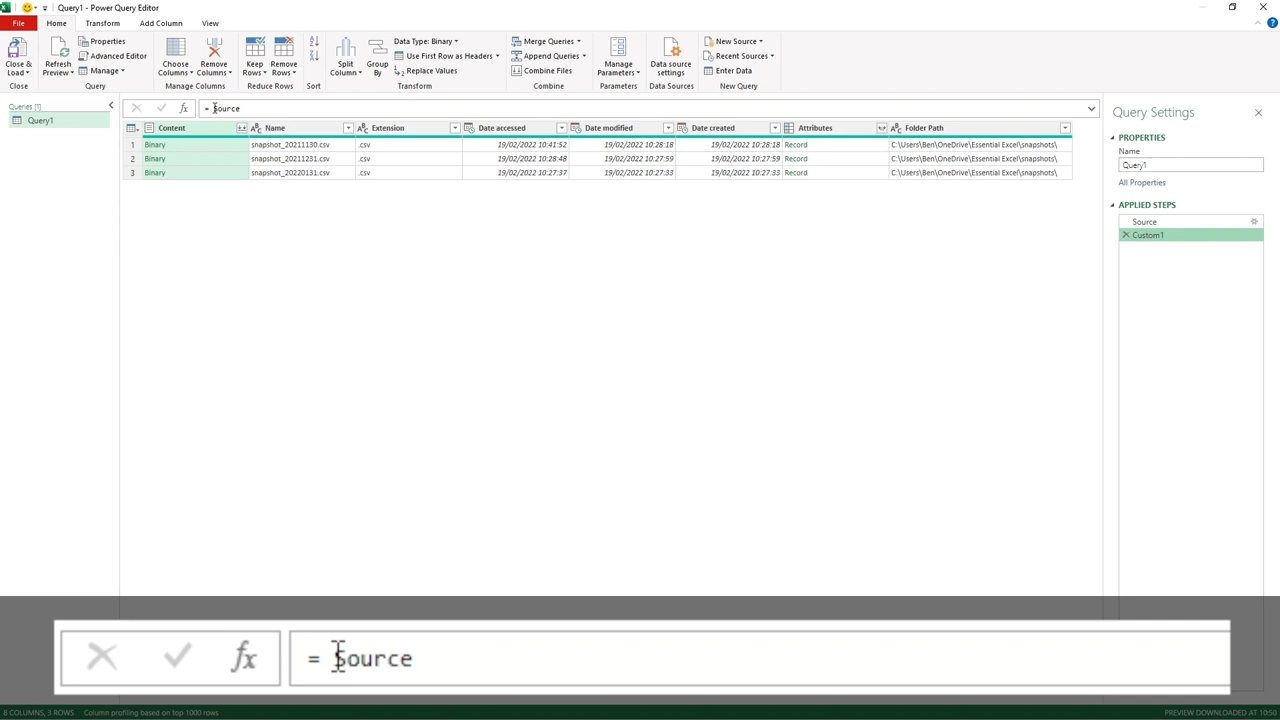 Query1 - Power Query Editor
File Home Transform Add Column View
Close & Load
Close
Refresh Preview
Properties
Advanced Editor
Manage
Query
Choose Columns
Remove Columns
Manage Columns
Keep Rows
Remove Rows
Reduce Rows
Sort
Split Column
Group By
Data Type: Binary
Use First Row as Headers
Replace Values
Transform
Merge Queries
Append Queries
Combine Files
Combine
Manage Parameters
Parameters
Data source settings
Data Sources
New Source
Recent Sources
Enter Data
New Query
Queries [1]
Query1
= Source
Content Name Extension Date accessed Date modified Date created Attributes Folder Path
1 Binary snapshot_20211130.csv .csv 19/02/2022 10:41:52 19/02/2022 10:28:18 19/02/2022 10:28:18 Record C:\Users\Ben\OneDrive\Essential Excel\snapshots\
2 Binary snapshot_20211231.csv .csv 19/02/2022 10:28:48 19/02/2022 10:27:59 19/02/2022 10:27:59 Record C:\Users\Ben\OneDrive\Essential Excel\snapshots\
3 Binary snapshot_20220131.csv .csv 19/02/2022 10:27:37 19/02/2022 10:27:33 19/02/2022 10:27:33 Record C:\Users\Ben\OneDrive\Essential Excel\snapshots\
Query Settings
PROPERTIES
Name
Query1
All Properties
APPLIED STEPS
Source
Custom1
fx = Source
8 COLUMNS, 3 ROWS Column profiling based on top 1000 rows
PREVIEW DOWNLOADED AT 10:50